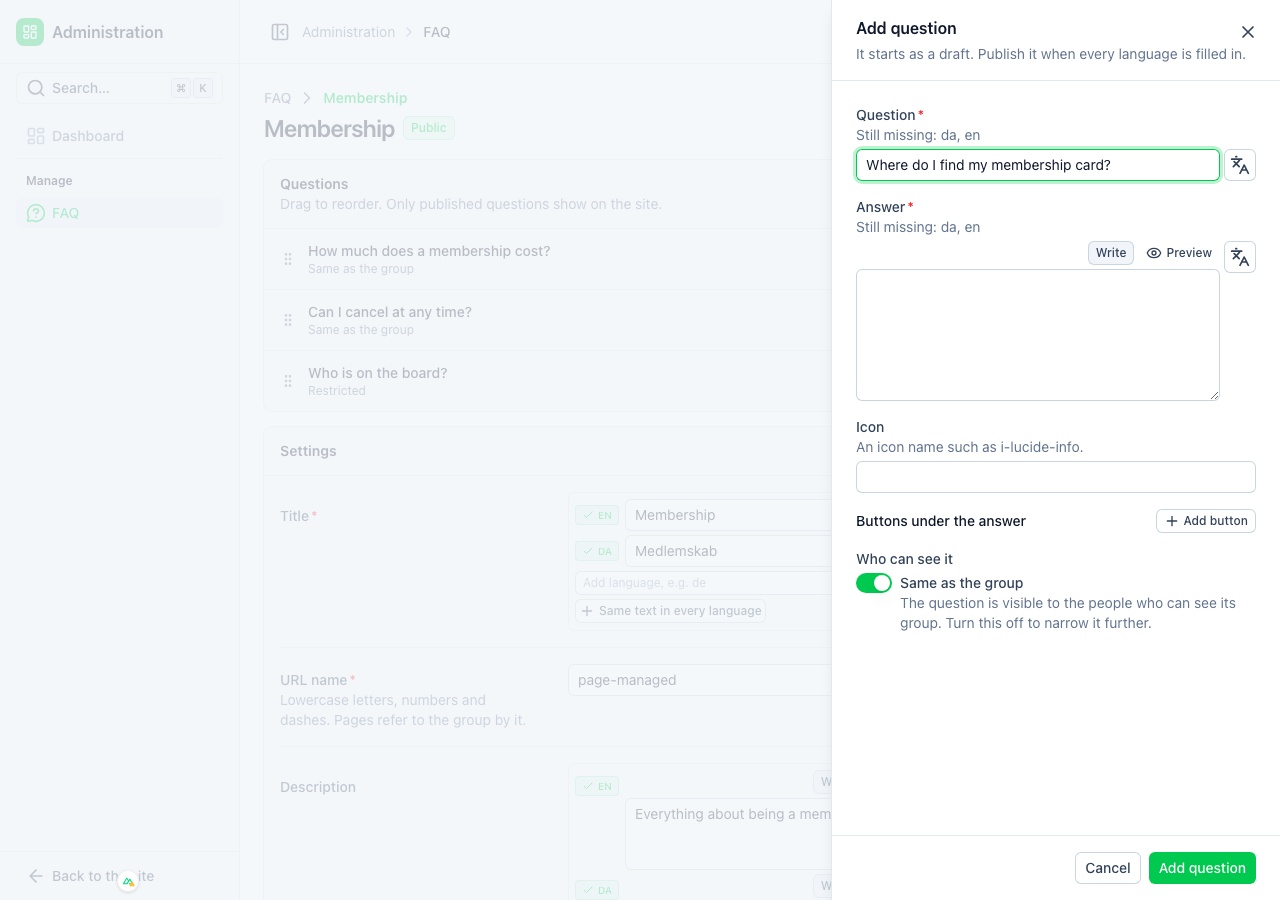 Administration
Search...
⌘ K
Dashboard
Manage
FAQ
Back to th ite
Administration > FAQ
FAQ > Membership
Membership Public
Questions
Drag to reorder. Only published questions show on the site.
How much does a membership cost?
Same as the group
Can I cancel at any time?
Same as the group
Who is on the board?
Restricted
Settings
Title*
EN Membership
DA Medlemskab
Add language, e.g. de
Same text in every language
URL name*
Lowercase letters, numbers and
dashes. Pages refer to the group by it.
page-managed
Description
EN
Everything about being a mem
DA
Add question
It starts as a draft. Publish it when every language is filled in.
Question*
Still missing: da, en
Where do I find my membership card?
Answer*
Still missing: da, en
Write Preview
Icon
An icon name such as i-lucide-info.
Buttons under the answer
Add button
Who can see it
Same as the group
The question is visible to the people who can see its
group. Turn this off to narrow it further.
Cancel Add question